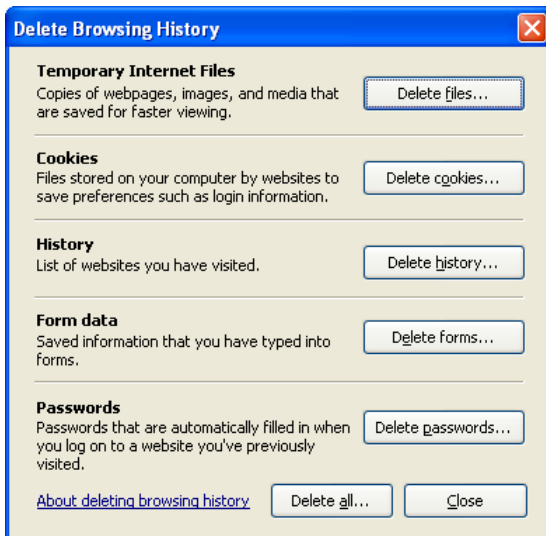 Delete Browsing History
Temporary Internet Files
Copies of webpages, images, and media that
are saved for faster viewing.
Delete files...
Cookies
Files stored on your computer by websites to
save preferences such as login information.
Delete cookies...
History
List of websites you have visited.
Delete history...
Form data
Saved information that you have typed into
forms.
Delete forms...
Passwords
Passwords that are automatically filled in when
you log on to a website you've previously
visited.
Delete passwords...
About deleting browsing history
Delete all...
Close